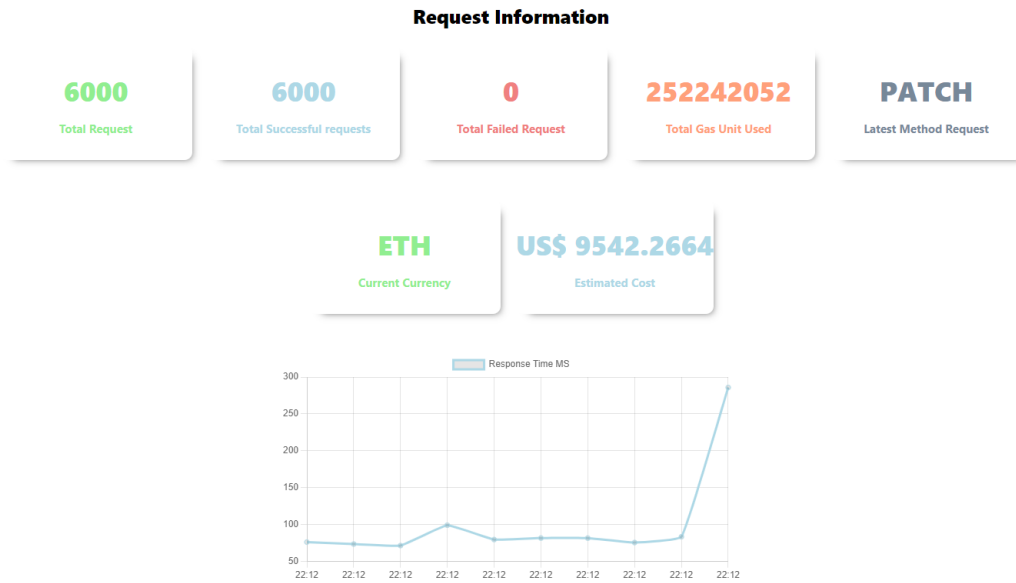 Request Information
6000
Total Request
6000
Total Successful requests
0
Total Failed Request
252242052
Total Gas Unit Used
PATCH
Latest Method Request
ETH
Current Currency
US$ 9542.2664
Estimated Cost
Response Time MS
300
250
200
150
100
50
22:12 22:12 22:12 22:12 22:12 22:12 22:12 22:12 22:12 22:12